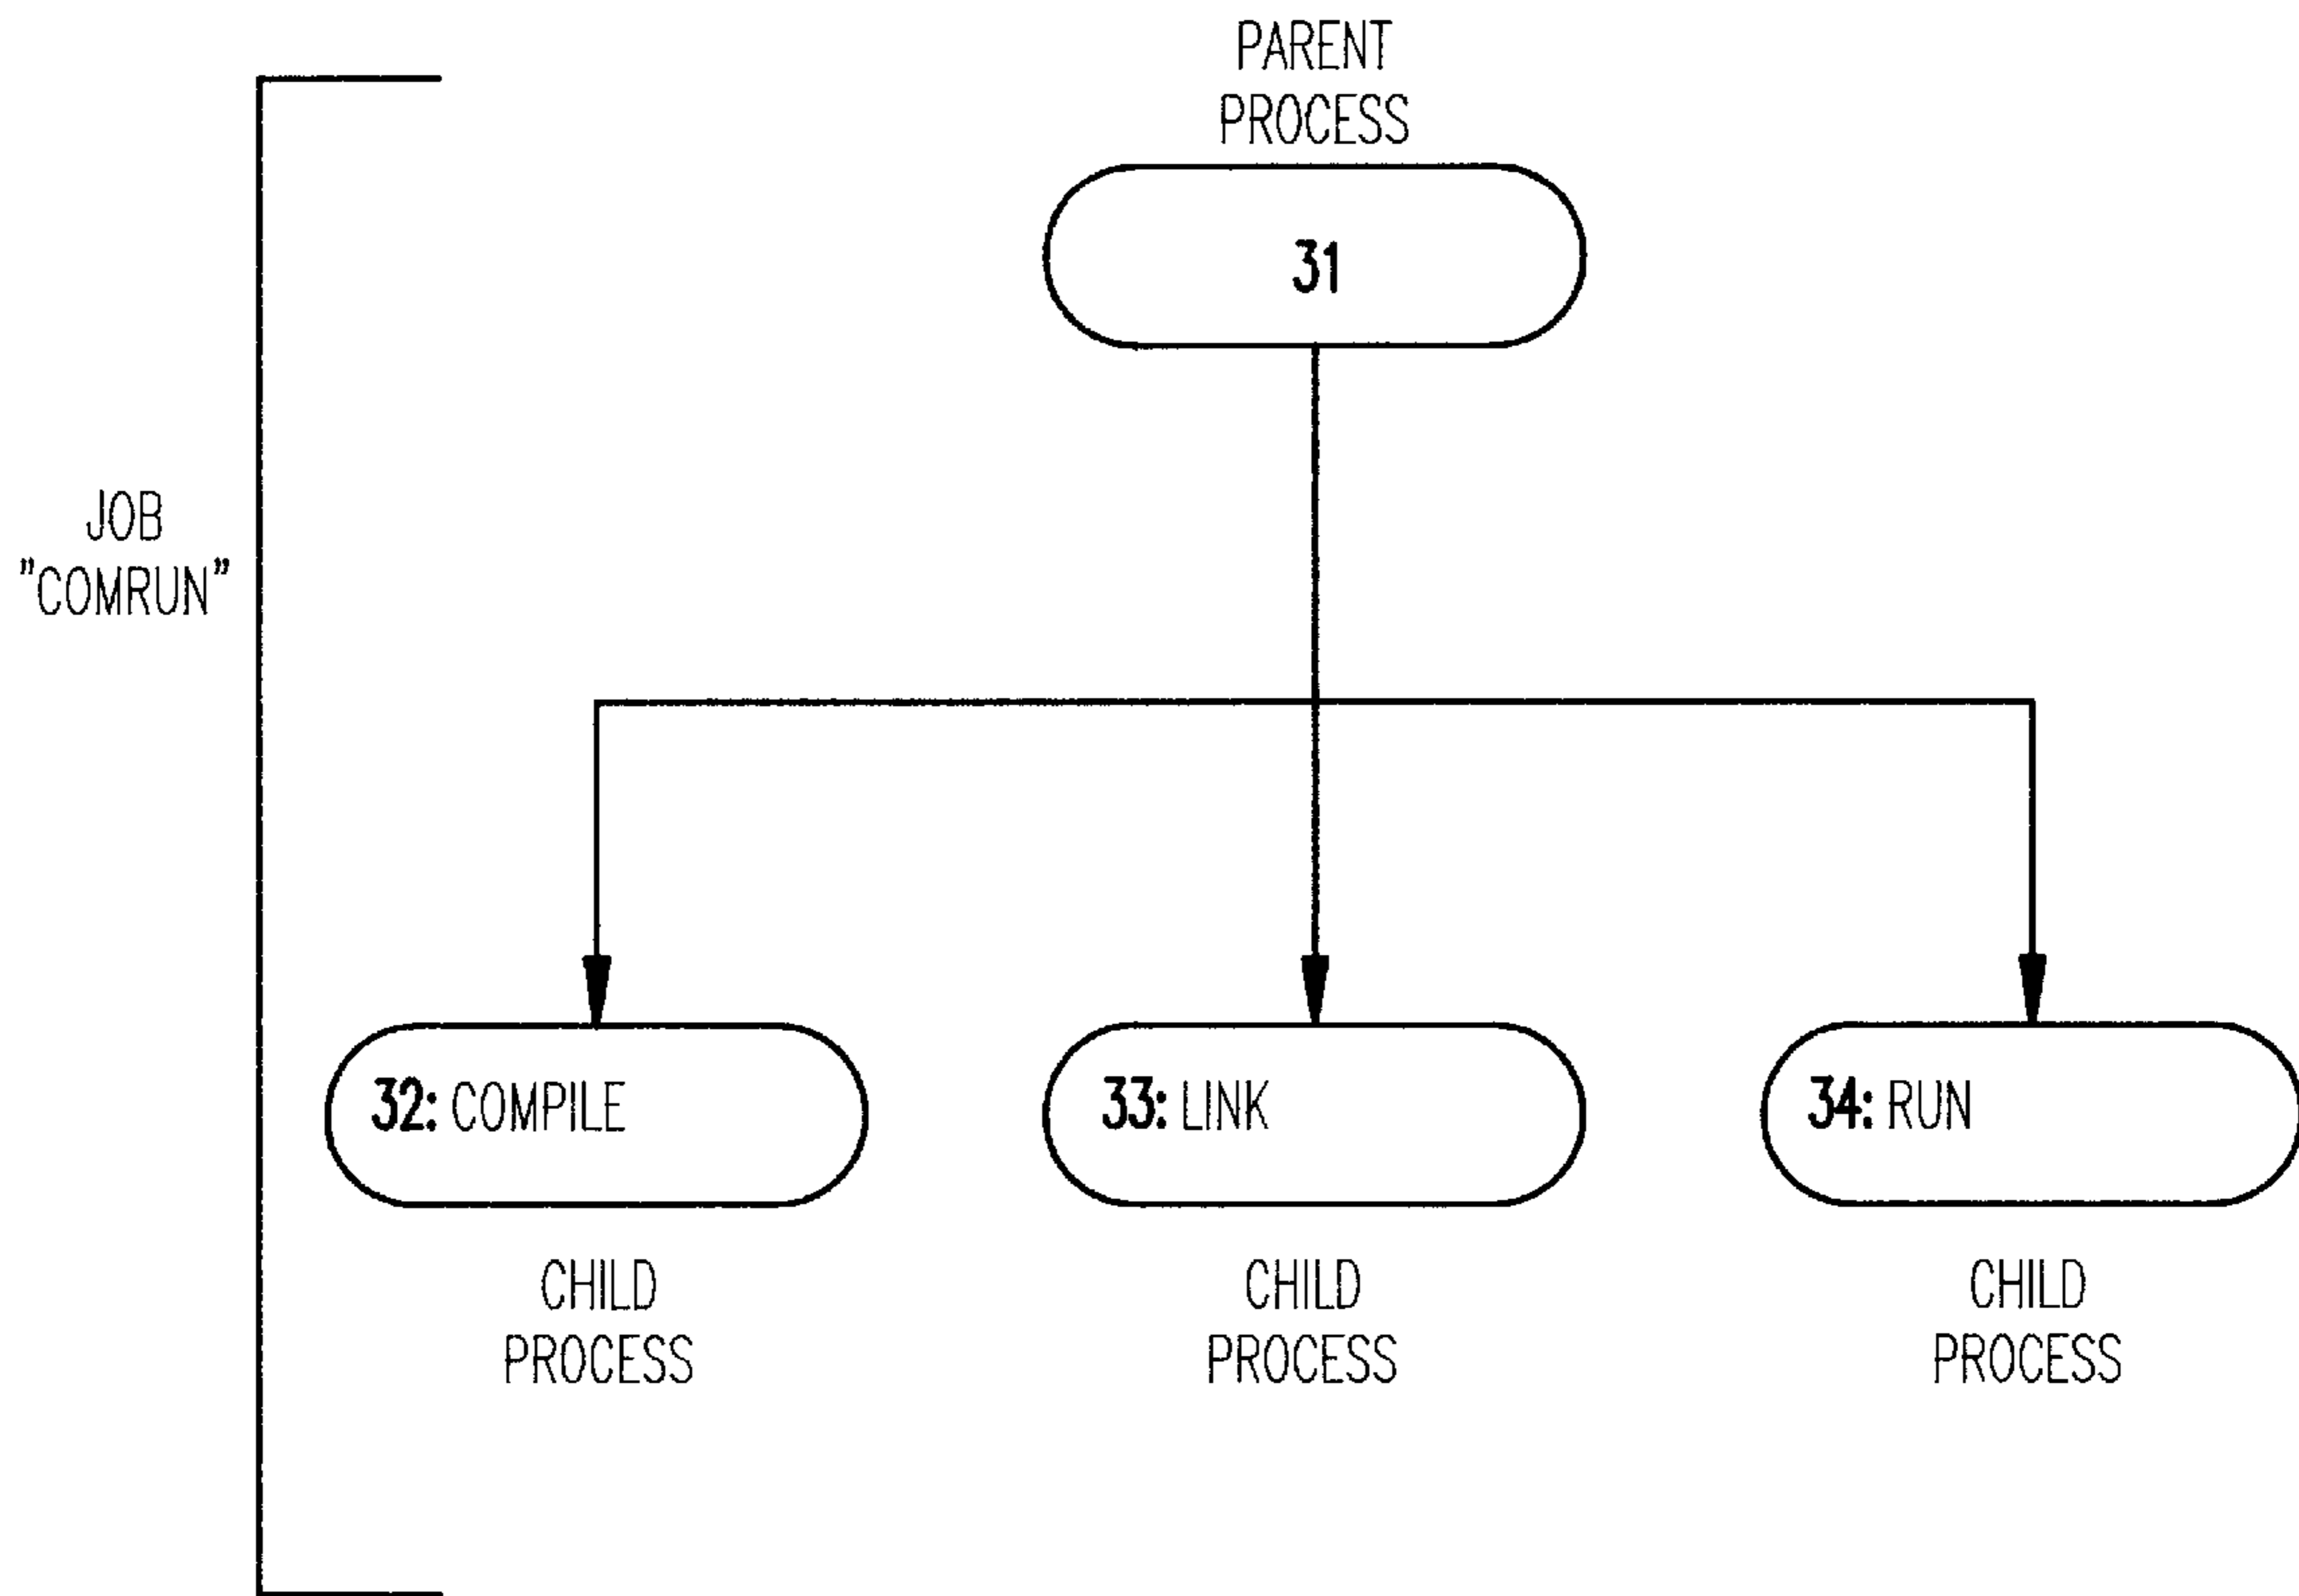 PARENT
PROCESS
31
JOB
"COMRUN"
32: COMPILE
33: LINK
34: RUN
CHILD
PROCESS
CHILD
PROCESS
CHILD
PROCESS